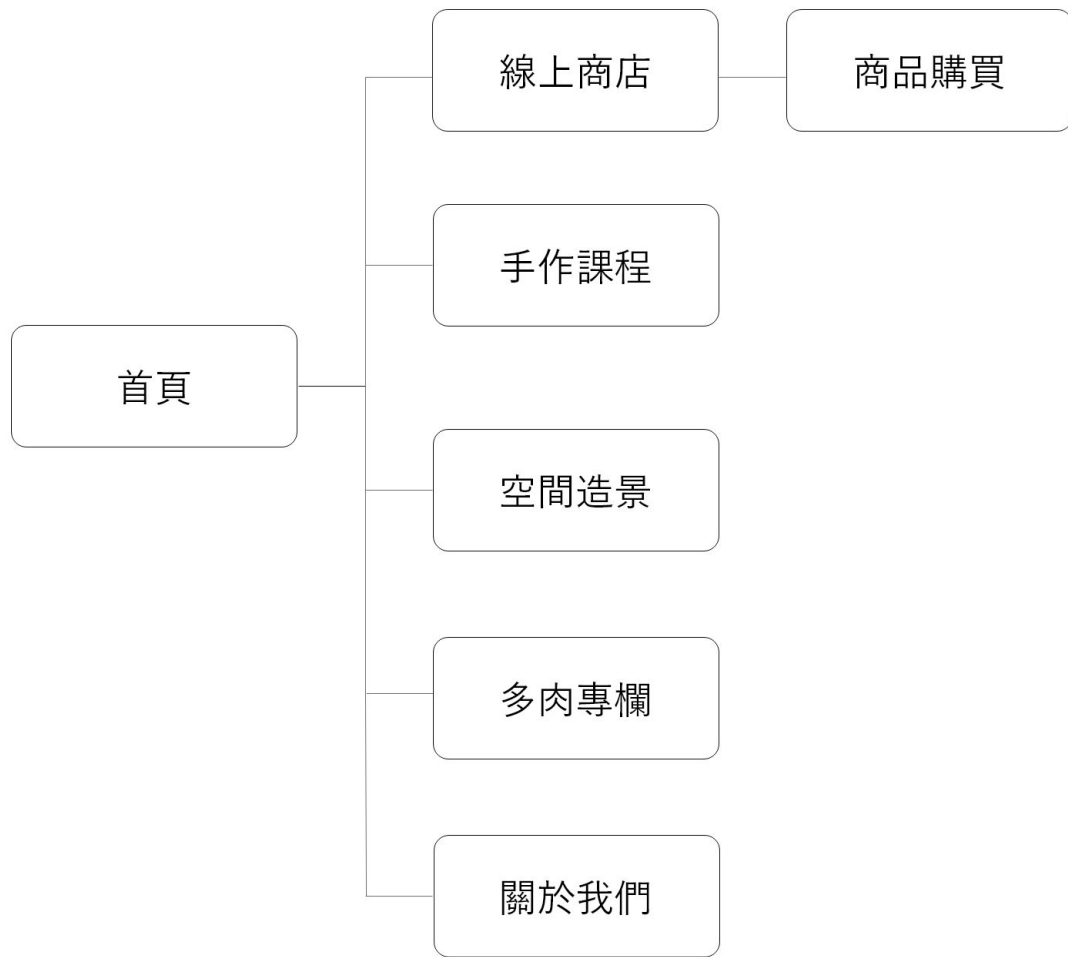 線上商店
商品購買
手作課程
首頁
空間造景
多肉專欄
關於我們